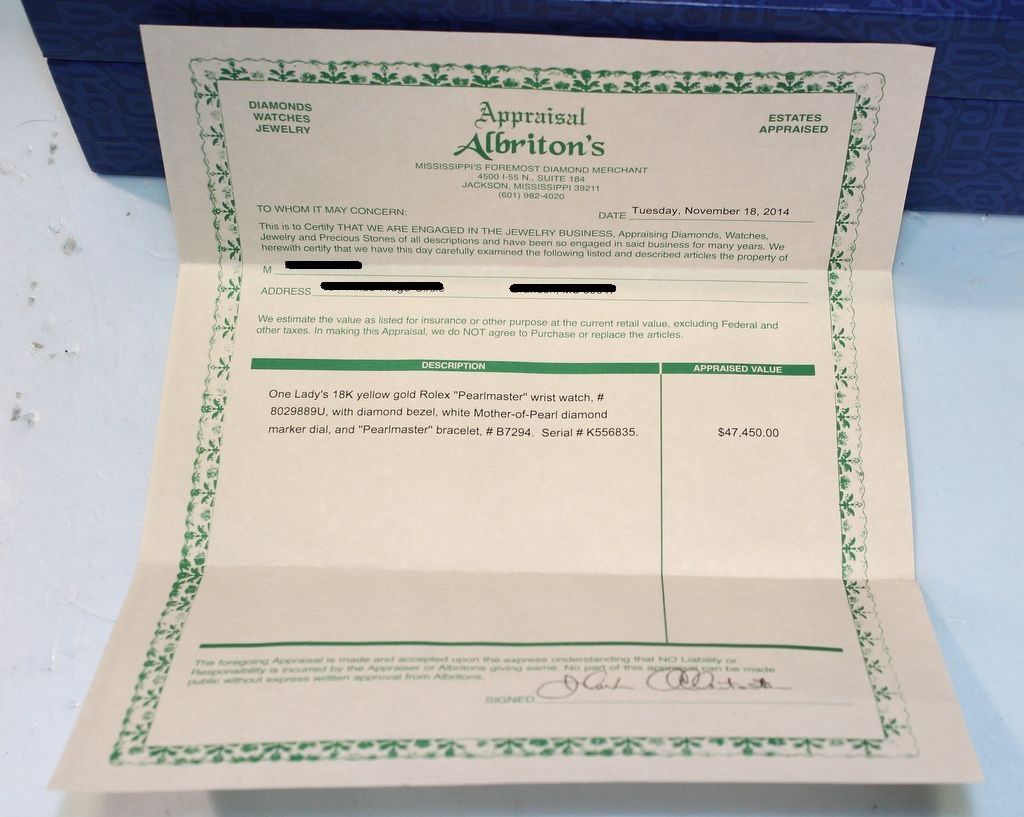 DIAMONDS
WATCHES
JEWELRY
Appraisal
Albriton's
MISSISSIPPI'S FOREMOST DIAMOND MERCHANT
4500 I-55 N., SUITE 184
JACKSON, MISSISSIPPI 39211
(601) 982-4020
ESTATES
APPRAISED
TO WHOM IT MAY CONCERN:
DATE Tuesday, November 18, 2014
This is to Certify THAT WE ARE ENGAGED IN THE JEWELRY BUSINESS, Appraising Diamonds, Watches,
Jewelry and Precious Stones of all descriptions and have been so engaged in said business for many years. We
herewith certify that we have this day carefully examined the following listed and described articles the property of
M
ADDRESS
We estimate the value as listed for insurance or other purpose at the current retail value, excluding Federal and
other taxes. In making this Appraisal, we do NOT agree to Purchase or replace the articles.
DESCRIPTION
APPRAISED VALUE
One Lady's 18K yellow gold Rolex "Pearlmaster" wrist watch, #
8029889U, with diamond bezel, white Mother-of-Pearl diamond
marker dial, and "Pearlmaster" bracelet, # B7294. Serial # K556835.
$47,450.00
The foregoing Appraisal is made and accepted upon the express understanding that NO Liability or
Responsibility is incurred by the Appraiser or Albritons giving same. No part of this appraisal can be made
public without express written approval from Albritons.
SIGNED